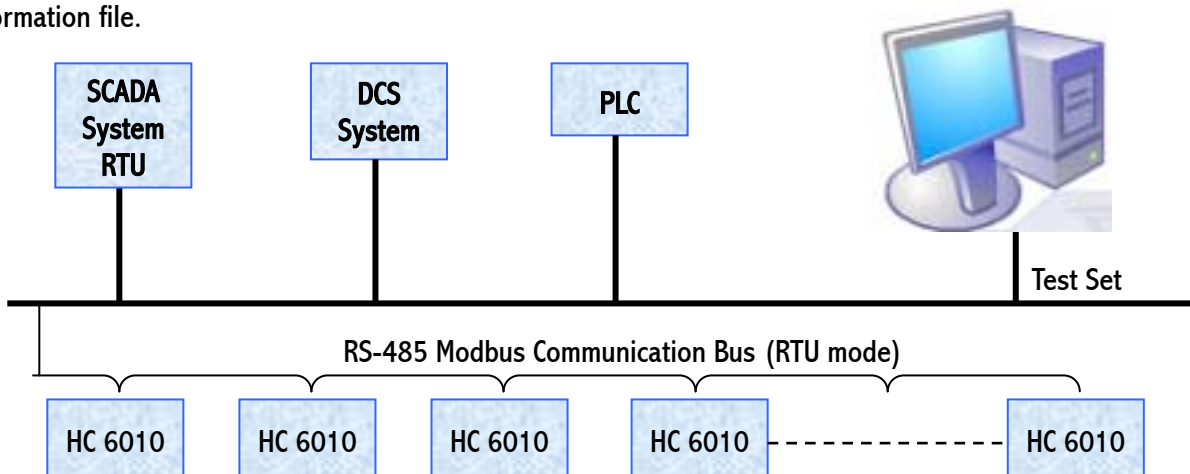 ormation file.
SCADA
System
RTU
DCS
System
PLC
Test Set
RS-485 Modbus Communication Bus (RTU mode)
HC 6010
HC 6010
HC 6010
HC 6010
HC 6010